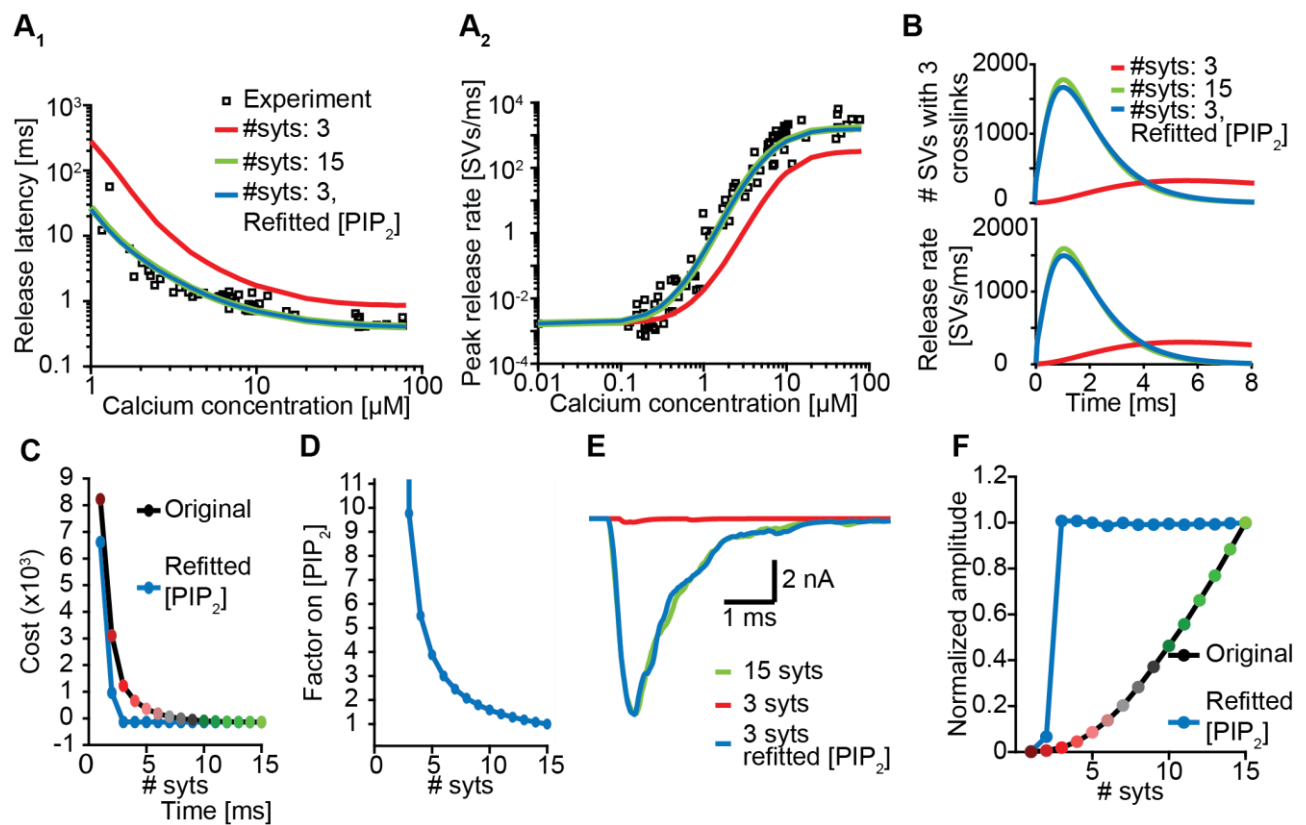 A₁
Release latency [ms]
10³
10²
10
1
0.1
1
10
100
Calcium concentration [µM]
Experiment
#syts: 3
#syts: 15
#syts: 3,
Refitted [PIP₂]
A₂
Peak release rate [SVs/ms]
10⁴
10²
1
10⁻²
10⁻⁴
0.01
0.1
1
10
100
Calcium concentration [µM]
B
# SVs with 3
crosslinks
2000
1000
0
#syts: 3
#syts: 15
#syts: 3,
Refitted [PIP₂]
Release rate
[SVs/ms]
2000
1000
0
0
2
4
6
8
Time [ms]
C
Cost (x10³)
9
8
7
6
5
4
3
2
1
0
-1
0
5
10
15
# syts
Time [ms]
Original
Refitted
[PIP₂]
D
Factor on [PIP₂]
11
10
9
8
7
6
5
4
3
2
1
0
5
10
15
# syts
E
2 nA
1 ms
15 syts
3 syts
3 syts
refitted [PIP₂]
F
Normalized amplitude
1.2
1.0
0.8
0.6
0.4
0.2
0
5
10
15
# syts
Original
Refitted
[PIP₂]